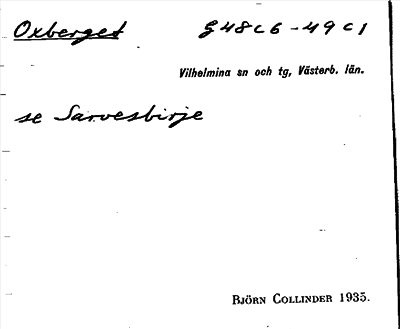 Oxberget G48c6-49c1
Vilhelmina sn och tg, Västerb. län.
se Sarvesbirje
Björn Collinder 1935.